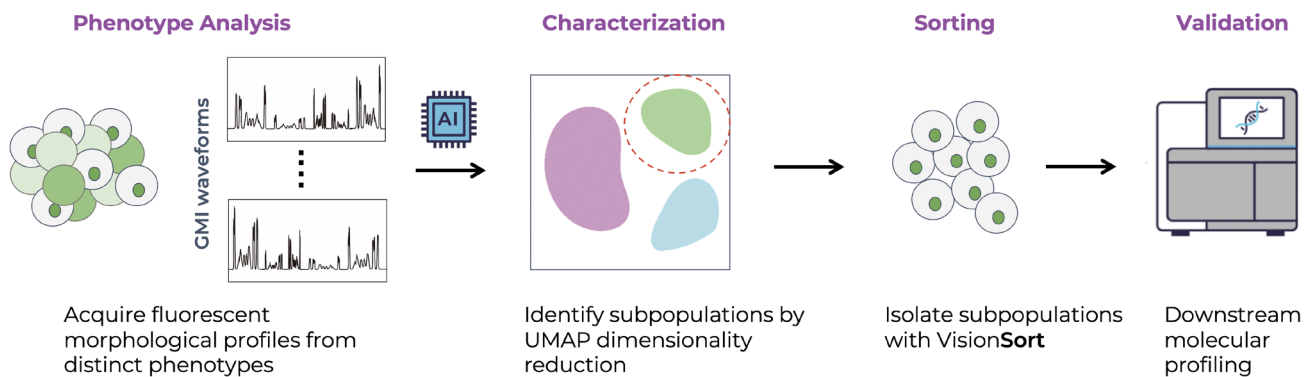 Phenotype Analysis
Characterization
Sorting
Validation
GMI waveforms
AI
Acquire fluorescent
morphological profiles from
distinct phenotypes
Identify subpopulations by
UMAP dimensionality
reduction
Isolate subpopulations
with VisionSort
Downstream
molecular
profiling